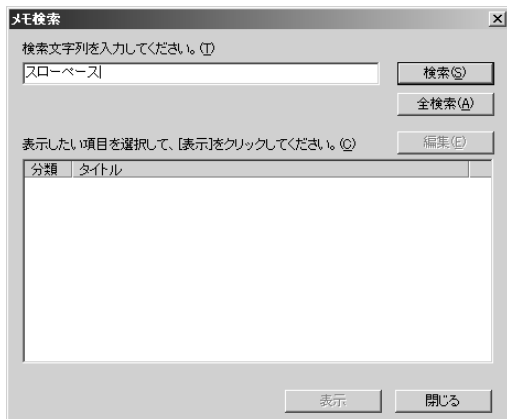 メモ検索
検索文字列を入力してください。(T)
スローペース
検索(S)
全検索(A)
表示したい項目を選択して、[表示]をクリックしてください。(C)
編集(E)
分類 タイトル
表示
閉じる